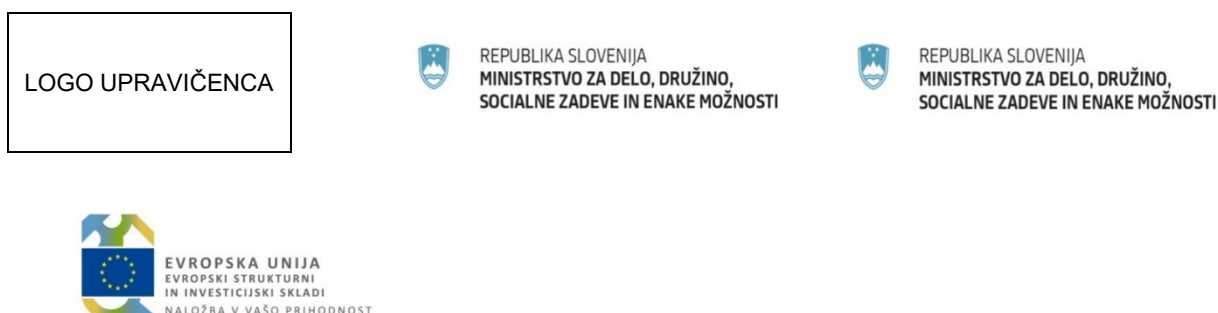 LOGO UPRAVIČENCA
REPUBLIKA SLOVENIJA
MINISTRSTVO ZA DELO, DRUŽINO,
SOCIALNE ZADEVE IN ENAKE MOŽNOSTI
REPUBLIKA SLOVENIJA
MINISTRSTVO ZA DELO, DRUŽINO,
SOCIALNE ZADEVE IN ENAKE MOŽNOSTI
EVROPSKA UNIJA
EVROPSKI STRUKTURNI
IN INVESTICIJSKI SKLADI
NALOŽBA V VAŠO PRIHODNOST